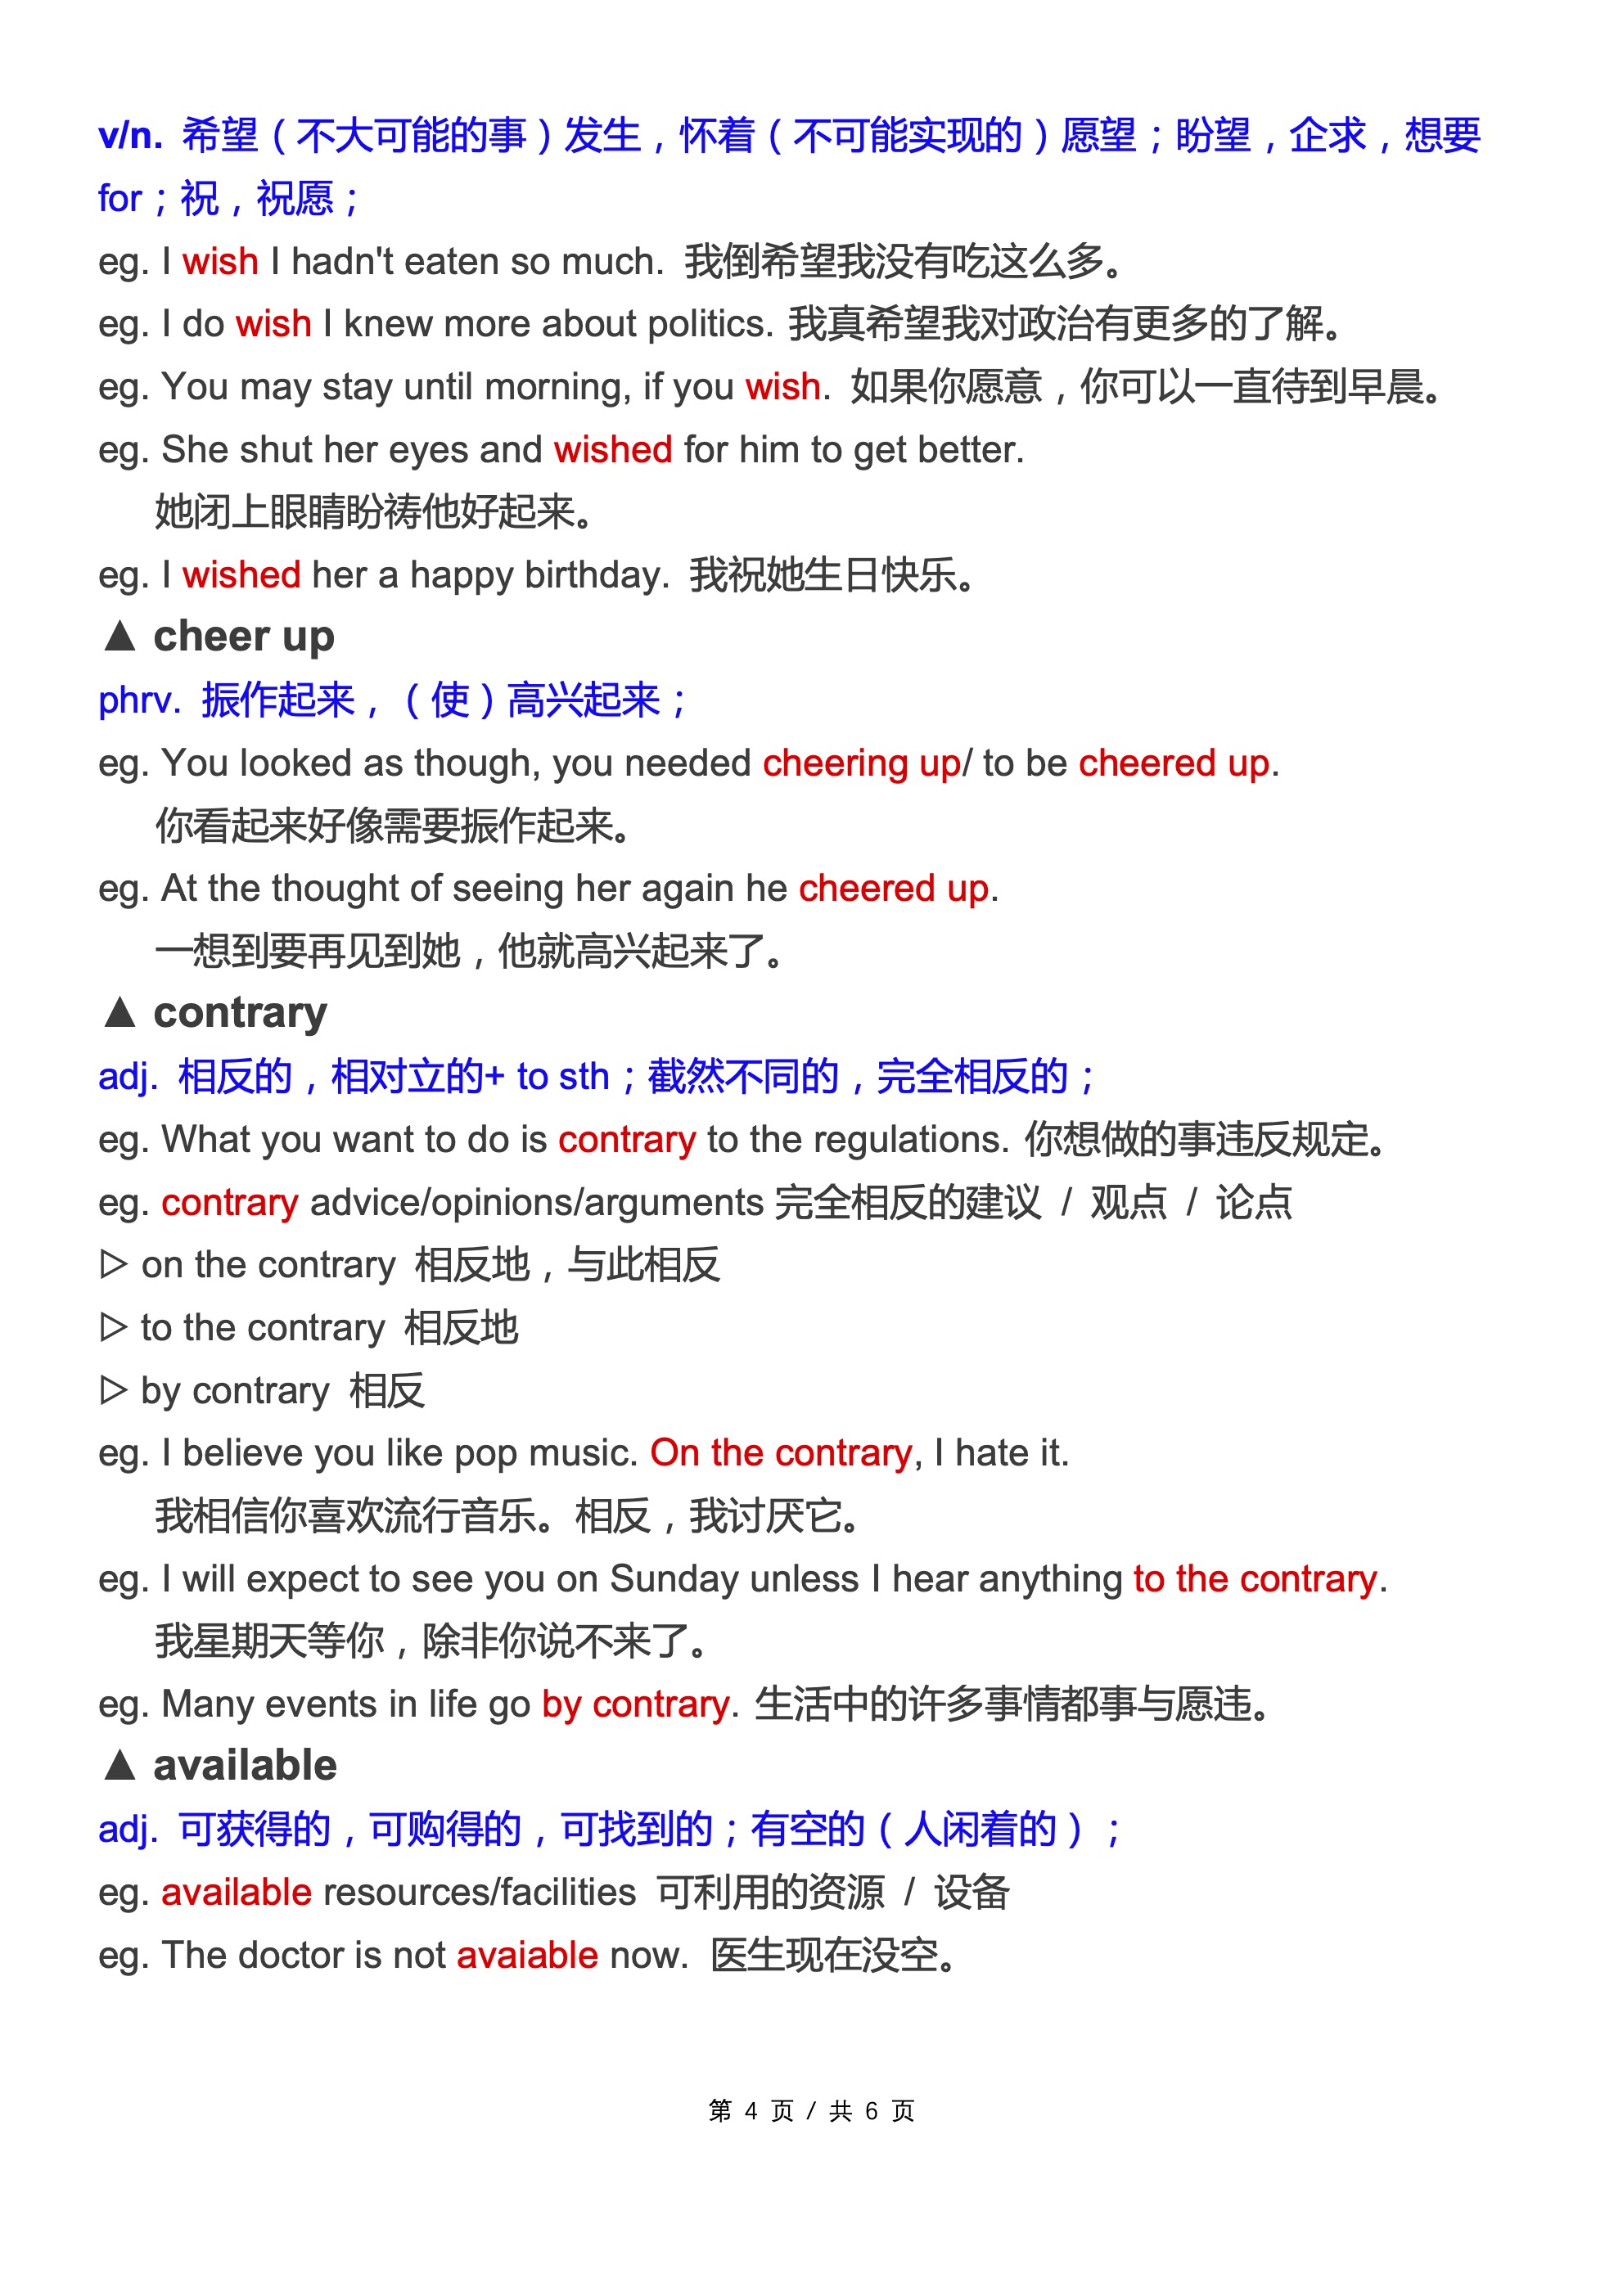 v/n. 希望（不大可能的事）发生，怀着（不可能实现的）愿望；盼望，企求，想要
for；祝，祝愿；
eg. I wish I hadn't eaten so much. 我倒希望我没有吃这么多。
eg. I do wish I knew more about politics. 我真希望我对政治有更多的了解。
eg. You may stay until morning, if you wish. 如果你愿意，你可以一直待到早晨。
eg. She shut her eyes and wished for him to get better.
她闭上眼睛盼祷他好起来。
eg. I wished her a happy birthday. 我祝她生日快乐。
▲ cheer up
phrv. 振作起来，（使）高兴起来；
eg. You looked as though, you needed cheering up/ to be cheered up.
你看起来好像需要振作起来。
eg. At the thought of seeing her again he cheered up.
一想到要再见到她，他就高兴起来了。
▲ contrary
adj. 相反的，相对立的+ to sth；截然不同的，完全相反的；
eg. What you want to do is contrary to the regulations. 你想做的事违反规定。
eg. contrary advice/opinions/arguments 完全相反的建议 / 观点 / 论点
▷ on the contrary 相反地，与此相反
▷ to the contrary 相反地
▷ by contrary 相反
eg. I believe you like pop music. On the contrary, I hate it.
我相信你喜欢流行音乐。相反，我讨厌它。
eg. I will expect to see you on Sunday unless I hear anything to the contrary.
我星期天等你，除非你说不来了。
eg. Many events in life go by contrary. 生活中的许多事情都事与愿违。
▲ available
adj. 可获得的，可购得的，可找到的；有空的（人闲着的）；
eg. available resources/facilities 可利用的资源 / 设备
eg. The doctor is not avaiable now. 医生现在没空。
第 4 页 / 共 6 页